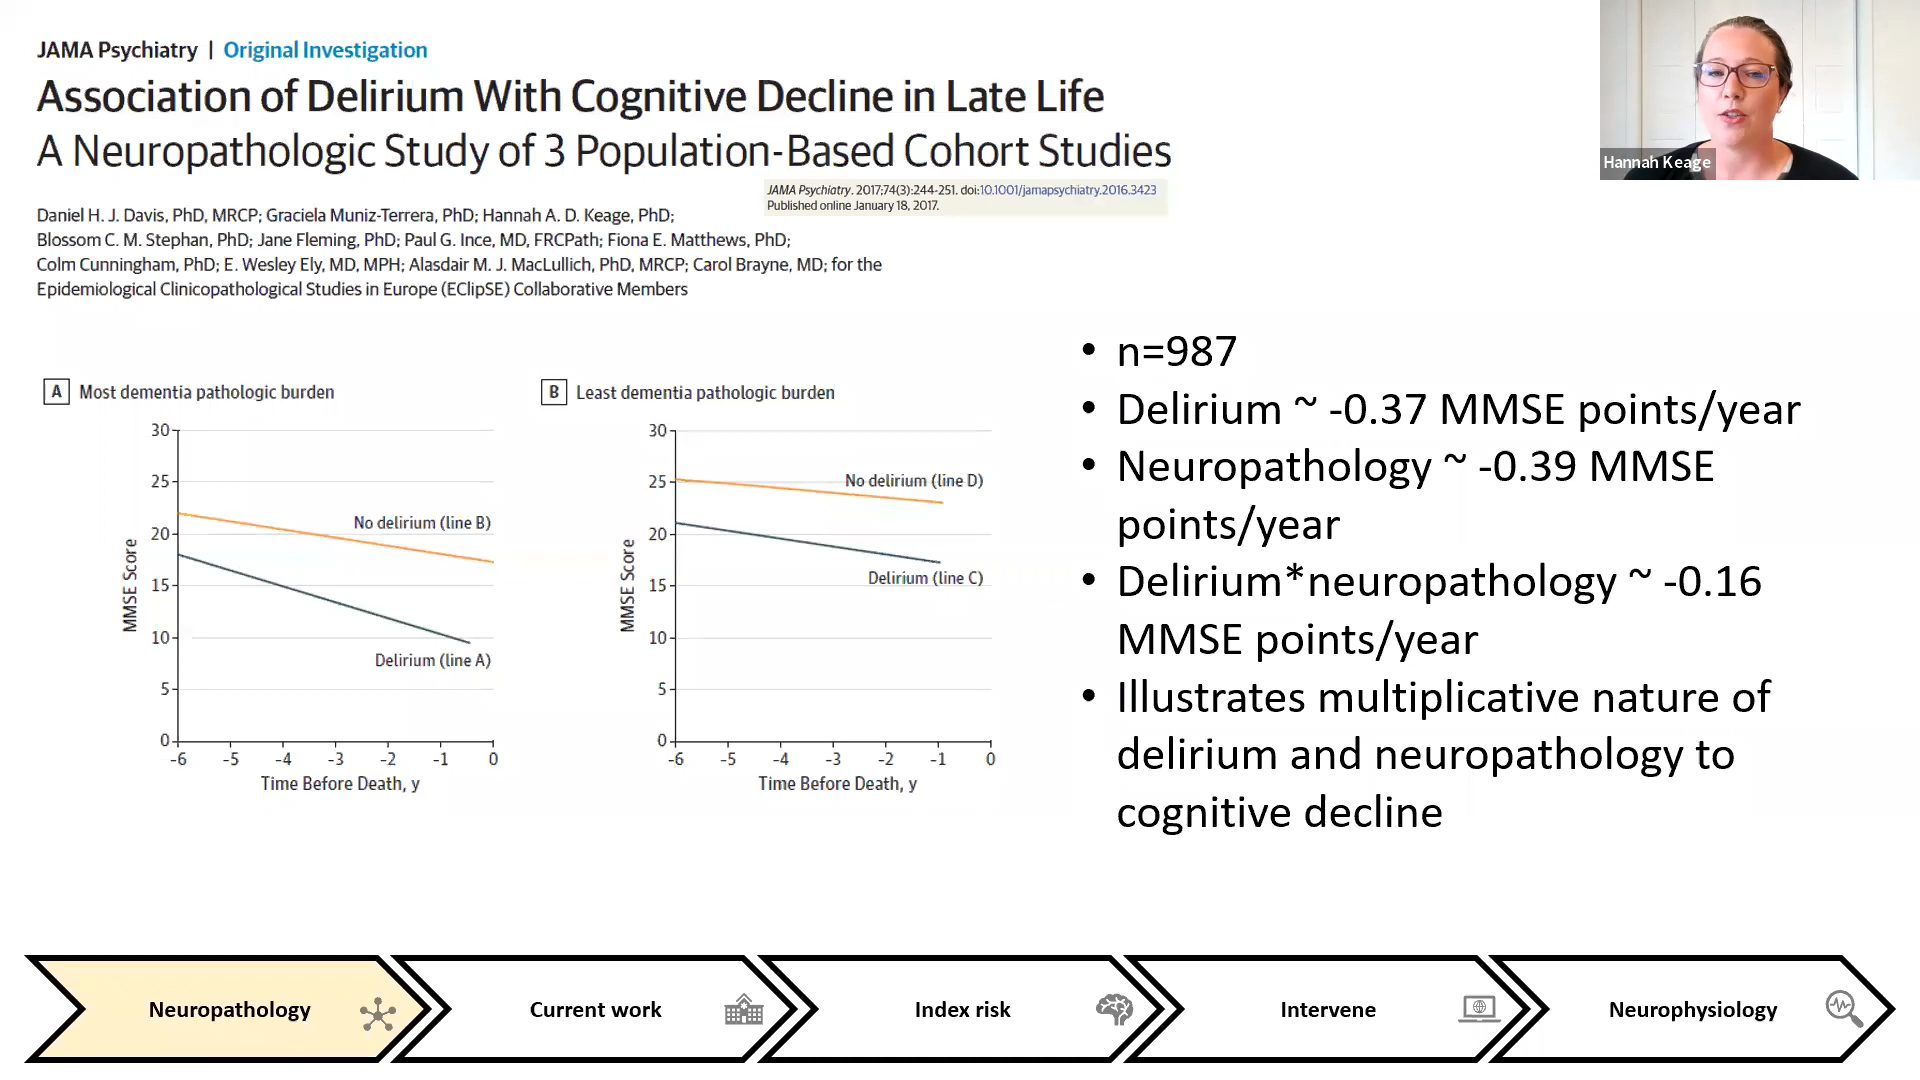 JAMA Psychiatry | Original Investigation
Association of Delirium With Cognitive Decline in Late Life
A Neuropathologic Study of 3 Population-Based Cohort Studies
JAMA Psychiatry. 2017;74(3):244-251. doi:10.1001/jamapsychiatry.2016.3423
Published online January 18, 2017.
Daniel H. J. Davis, PhD, MRCP; Graciela Muniz-Terrera, PhD; Hannah A. D. Keage, PhD;
Blossom C. M. Stephan, PhD; Jane Fleming, PhD; Paul G. Ince, MD, FRCPath; Fiona E. Matthews, PhD;
Colm Cunningham, PhD; E. Wesley Ely, MD, MPH; Alasdair M. J. MacLullich, PhD, MRCP; Carol Brayne, MD; for the
Epidemiological Clinicopathological Studies in Europe (EClipSE) Collaborative Members
Hannah Keage
A Most dementia pathologic burden
30
25
20
15
10
5
0
MMSE Score
No delirium (line B)
Delirium (line A)
-6 -5 -4 -3 -2 -1 0
Time Before Death, y
B Least dementia pathologic burden
30
25
20
15
10
5
0
MMSE Score
No delirium (line D)
Delirium (line C)
-6 -5 -4 -3 -2 -1 0
Time Before Death, y
• n=987
• Delirium ~ -0.37 MMSE points/year
• Neuropathology ~ -0.39 MMSE
points/year
• Delirium*neuropathology ~ -0.16
MMSE points/year
• Illustrates multiplicative nature of
delirium and neuropathology to
cognitive decline
Neuropathology
Current work
Index risk
Intervene
Neurophysiology